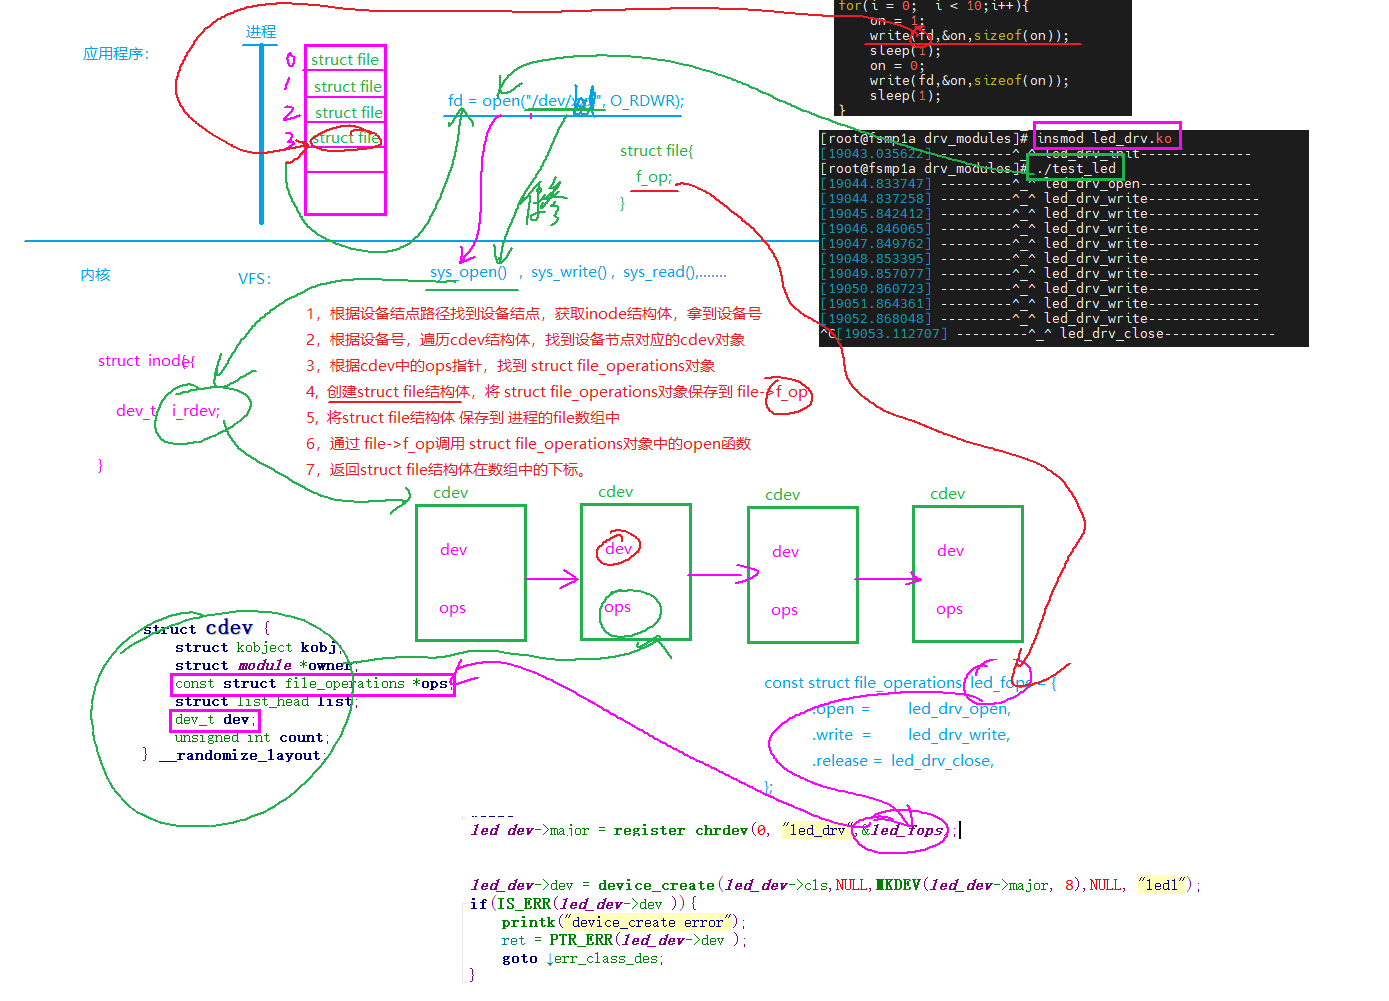 for(i = 0;  i < 10;i++){
on = 1;
write(fd,&on,sizeof(on));
sleep(1);
on = 0;
write(fd,&on,sizeof(on));
sleep(1);
}
应用程序:
进程
0 struct file
1 struct file
2 struct file
3 struct file
fd = open("/dev/ ", O_RDWR);
struct file{
f_op;
}
[root@fsmp1a drv_modules]# insmod led_drv.ko
[19043.035622] ---------^_^ led_drv_init--------------
[root@fsmp1a drv_modules]# ./test_led
[19044.833747] ---------^_^ led_drv_open--------------
[19044.837258] ---------^_^ led_drv_write--------------
[19045.842412] ---------^_^ led_drv_write--------------
[19046.846065] ---------^_^ led_drv_write--------------
[19047.849762] ---------^_^ led_drv_write--------------
[19048.853395] ---------^_^ led_drv_write--------------
[19049.857077] ---------^_^ led_drv_write--------------
[19050.860723] ---------^_^ led_drv_write--------------
[19051.864361] ---------^_^ led_drv_write--------------
[19052.868048] ---------^_^ led_drv_write--------------
^C[19053.112707] ---------^_^ led_drv_close--------------
内核
VFS:
sys_open() , sys_write() , sys_read(),.......
1，根据设备结点路径找到设备结点，获取inode结构体，拿到设备号
2，根据设备号，遍历cdev结构体，找到设备节点对应的cdev对象
3，根据cdev中的ops指针，找到 struct file_operations对象
4，创建struct file结构体，将 struct file_operations对象保存到 file->f_op
5，将struct file结构体 保存到 进程的file数组中
6，通过 file->f_op调用 struct file_operations对象中的open函数
7，返回struct file结构体在数组中的下标。
struct inode{
dev_t i_rdev;
}
cdev cdev cdev cdev
dev dev dev dev
ops ops ops ops
struct cdev {
struct kobject kobj;
struct module *owner;
const struct file_operations *ops;
struct list_head list;
dev_t dev;
unsigned int count;
} __randomize_layout;
const struct file_operations led_fops = {
.open = led_drv_open,
.write = led_drv_write,
.release = led_drv_close,
};
led_dev->major = register_chrdev(0, "led_drv",&led_fops);
led_dev->dev = device_create(led_dev->cls,NULL,MKDEV(led_dev->major, 8),NULL, "led1");
if(IS_ERR(led_dev->dev )){
printk("device_create error");
ret = PTR_ERR(led_dev->dev );
goto ↓err_class_des;
}